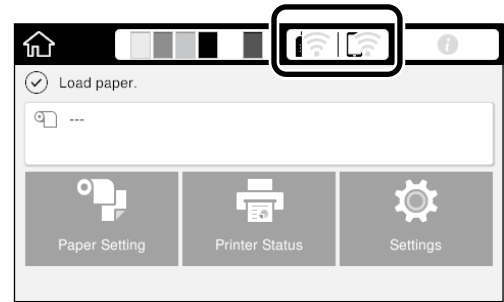 Load paper.
---
Paper Setting
Printer Status
Settings